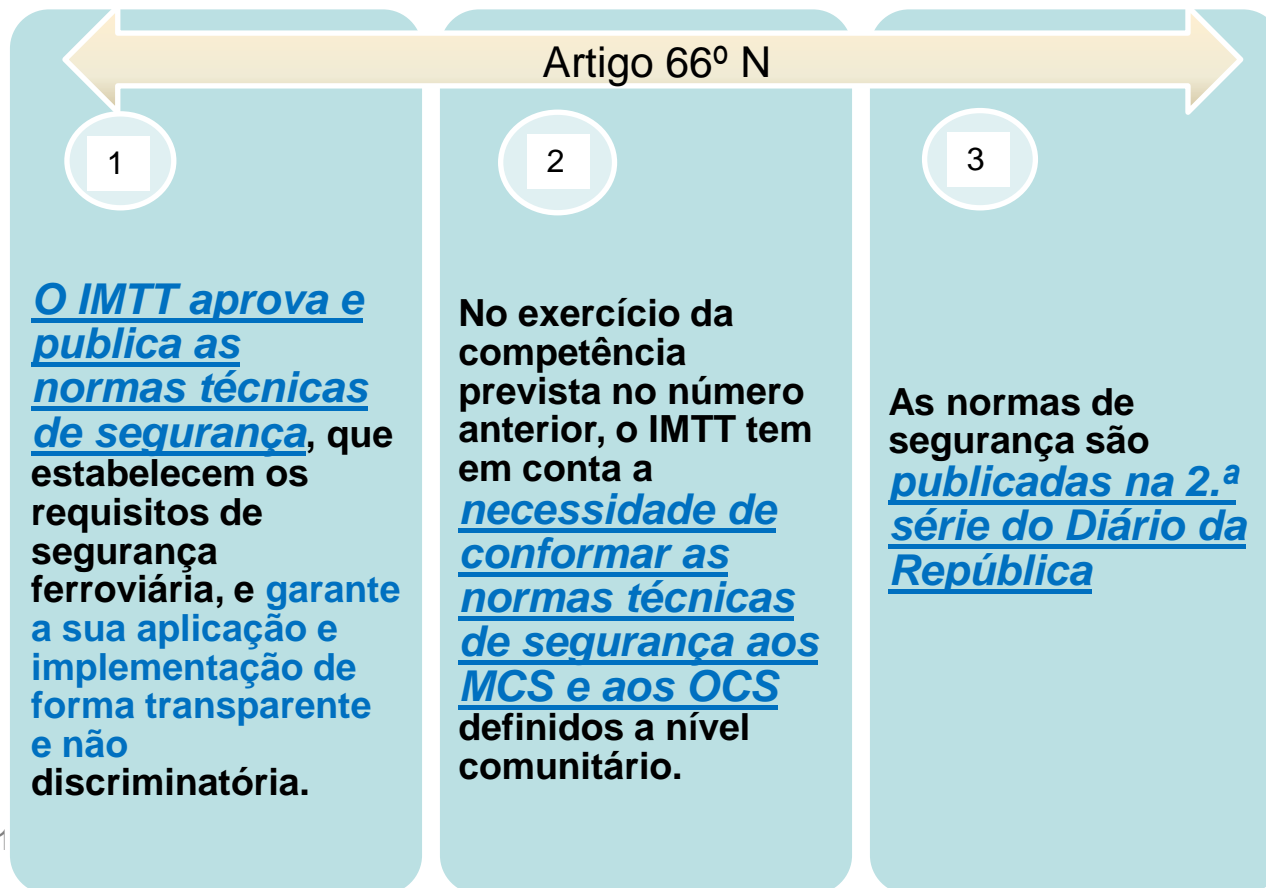 Artigo 66º N
1
O IMTT aprova e
publica as
normas técnicas
de segurança, que
estabelecem os
requisitos de
segurança
ferroviária, e garante
a sua aplicação e
implementação de
forma transparente
e não
discriminatória.
2
No exercício da
competência
prevista no número
anterior, o IMTT tem
em conta a
necessidade de
conformar as
normas técnicas
de segurança aos
MCS e aos OCS
definidos a nível
comunitário.
3
As normas de
segurança são
publicadas na 2.ª
série do Diário da
República